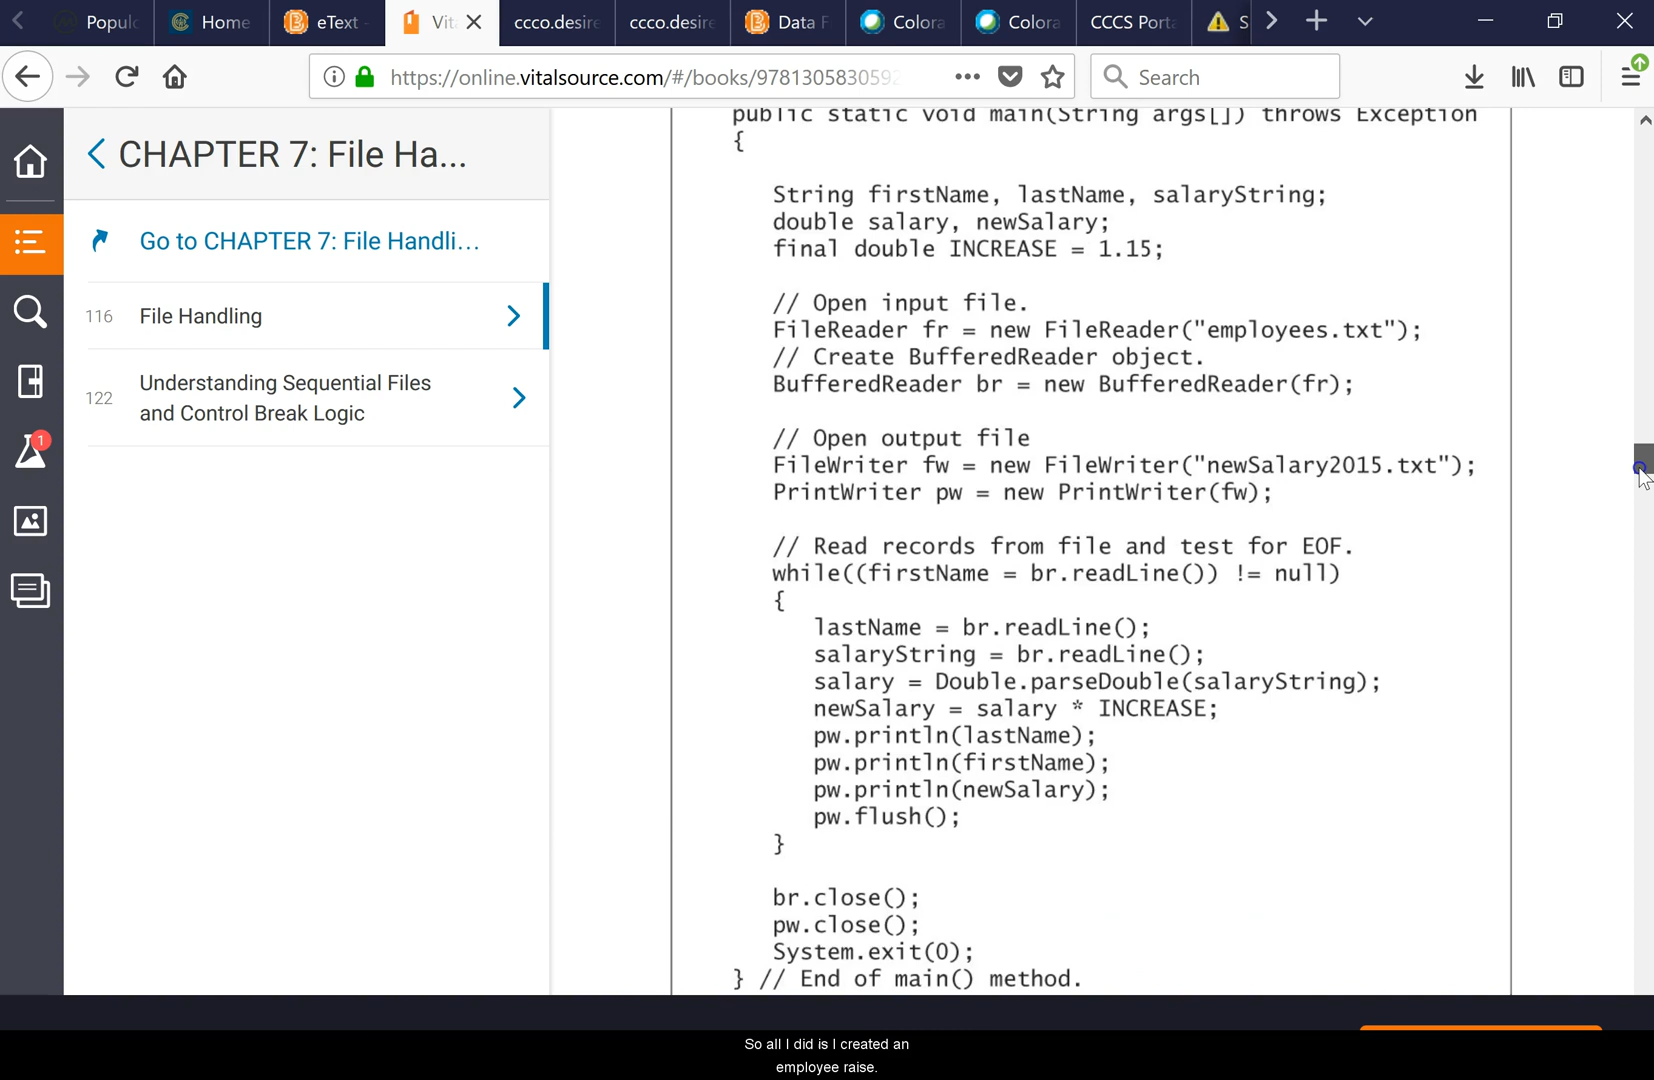 Popul
Home
eText -
Vit
ccco.desire
ccco.desire
Data F
Colora
Colora
CCCS Porta
S
https://online.vitalsource.com/#/books/9781305830592
Search
CHAPTER 7: File Ha...
Go to CHAPTER 7: File Handli...
116 File Handling
122 Understanding Sequential Files
and Control Break Logic
1
public static void main(String args[]) throws Exception
{
String firstName, lastName, salaryString;
double salary, newSalary;
final double INCREASE = 1.15;
// Open input file.
FileReader fr = new FileReader("employees.txt");
// Create BufferedReader object.
BufferedReader br = new BufferedReader(fr);
// Open output file
FileWriter fw = new FileWriter("newSalary2015.txt");
PrintWriter pw = new PrintWriter(fw);
// Read records from file and test for EOF.
while((firstName = br.readLine()) != null)
{
lastName = br.readLine();
salaryString = br.readLine();
salary = Double.parseDouble(salaryString);
newSalary = salary * INCREASE;
pw.println(lastName);
pw.println(firstName);
pw.println(newSalary);
pw.flush();
}
br.close();
pw.close();
System.exit(0);
} // End of main() method.
So all I did is I created an
employee raise.